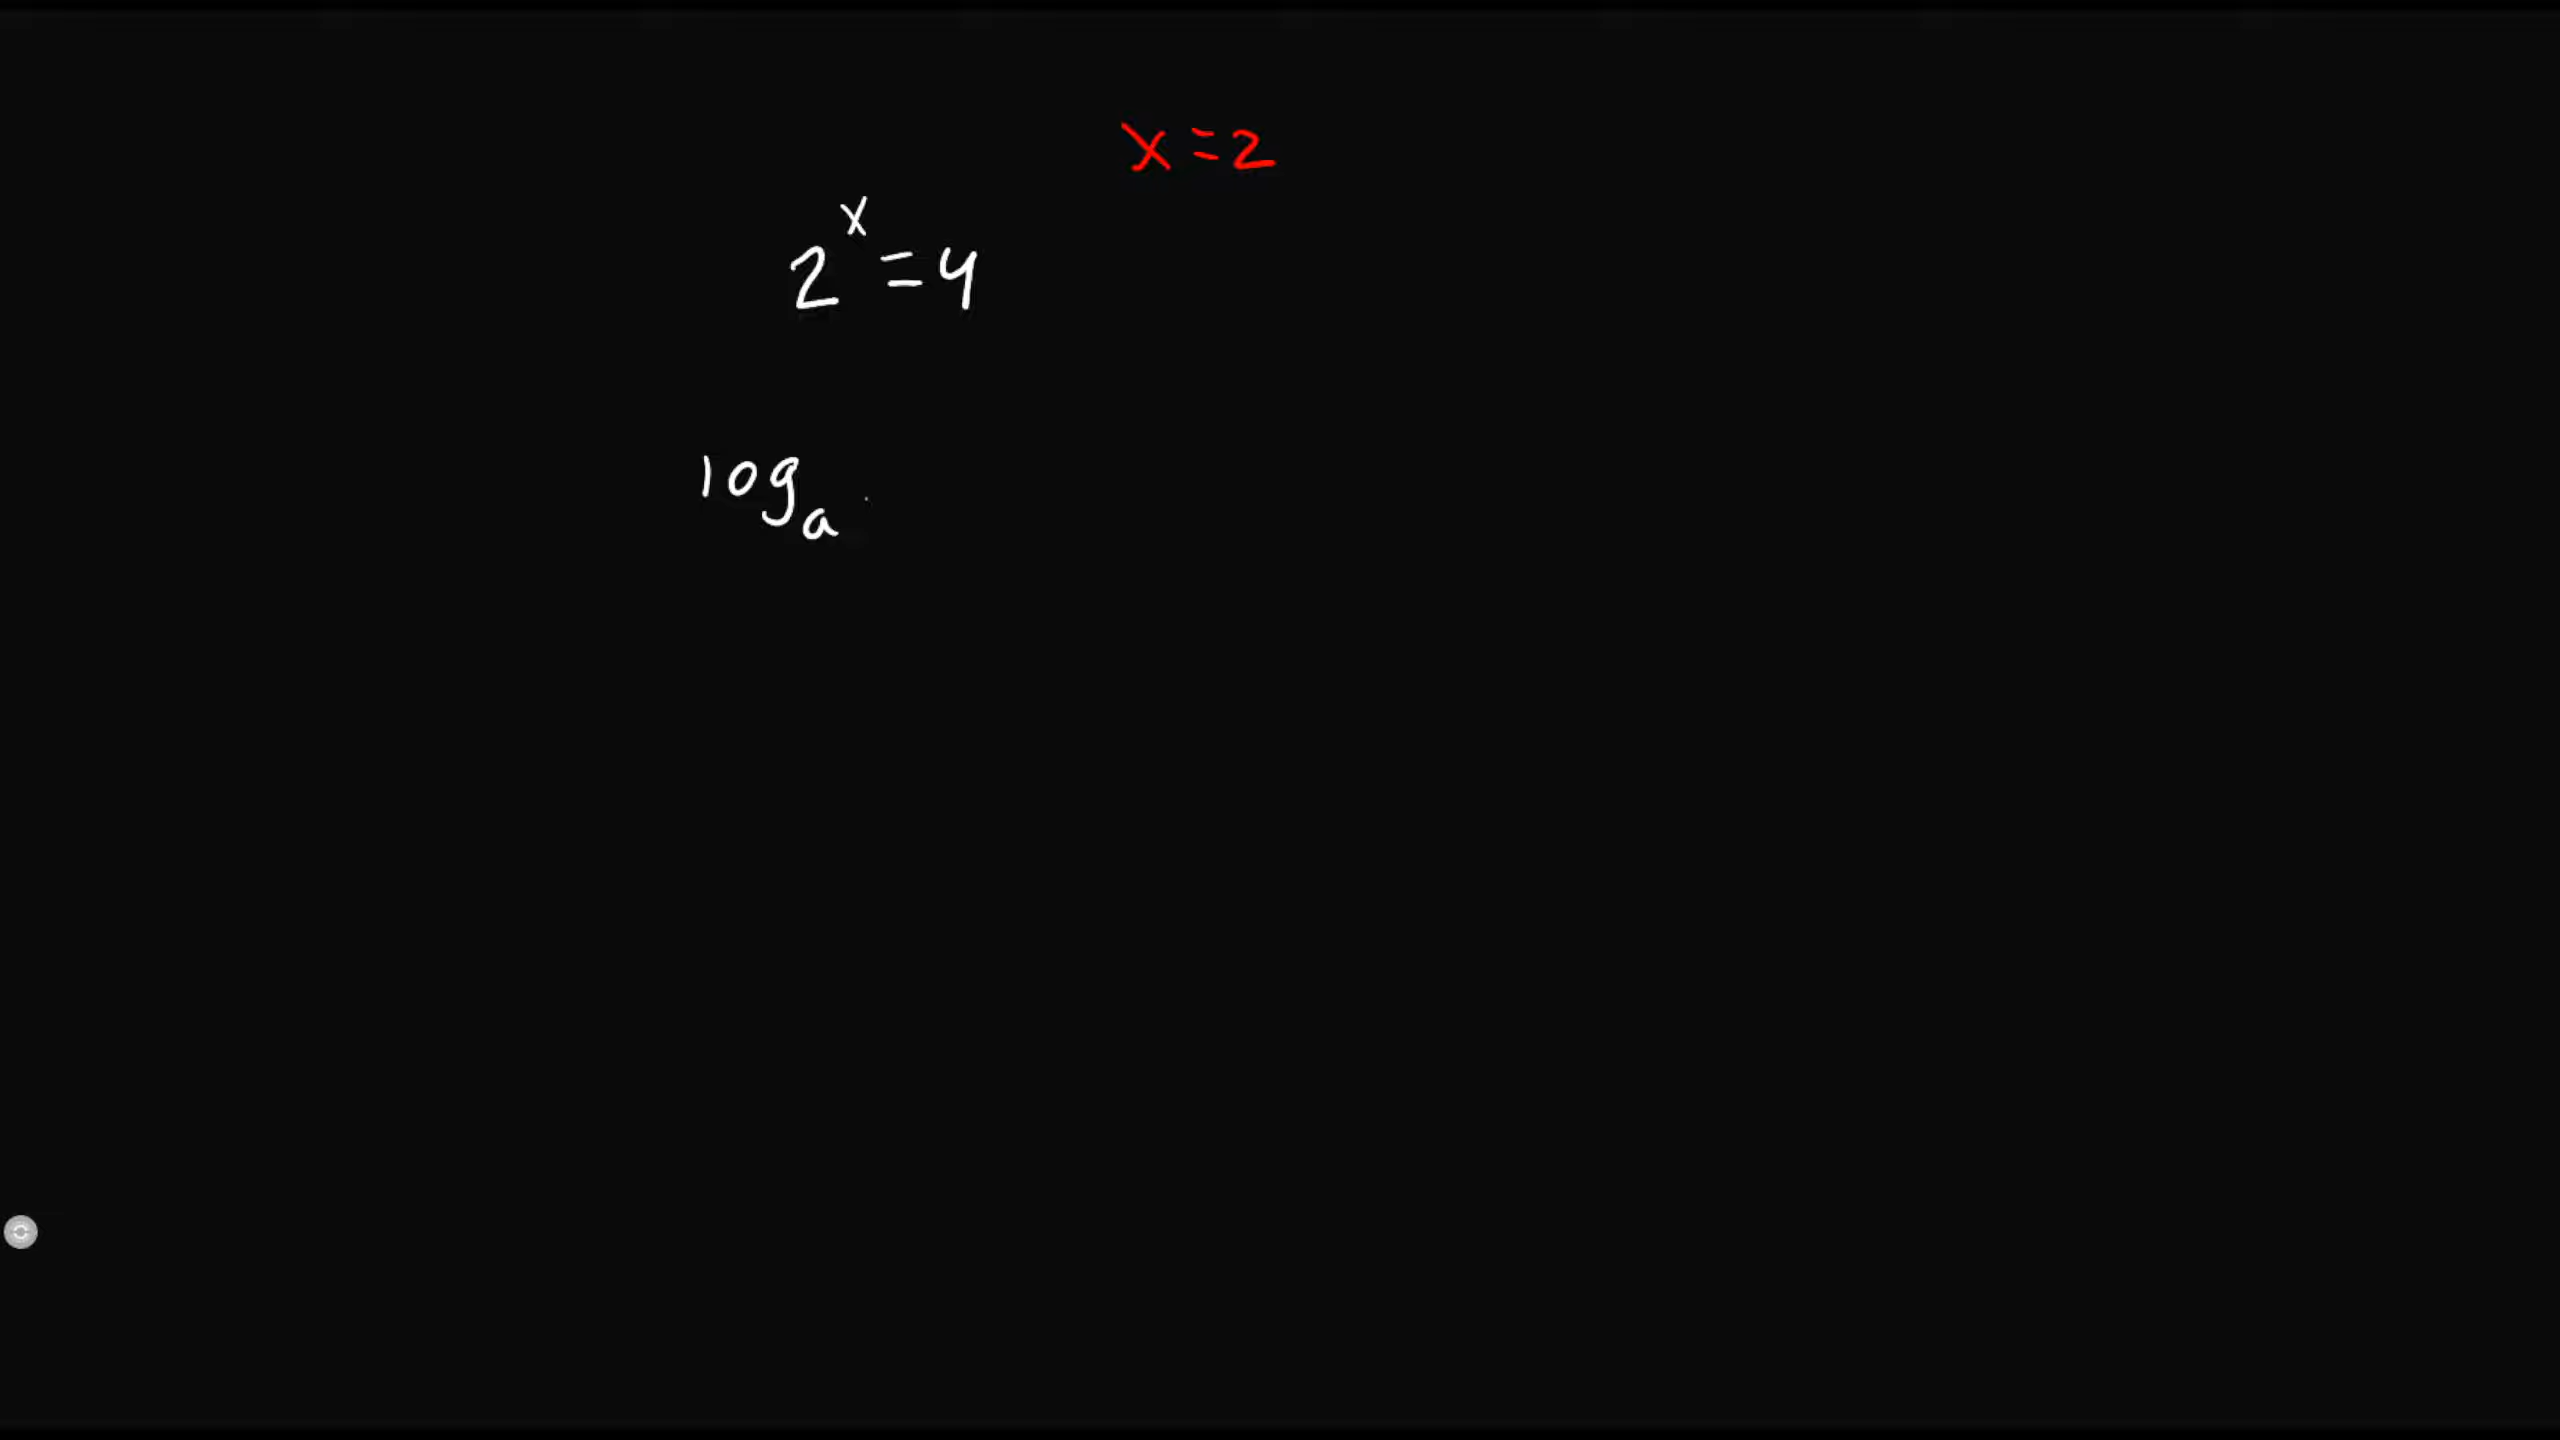 x = 2
2^x = 4
log_a